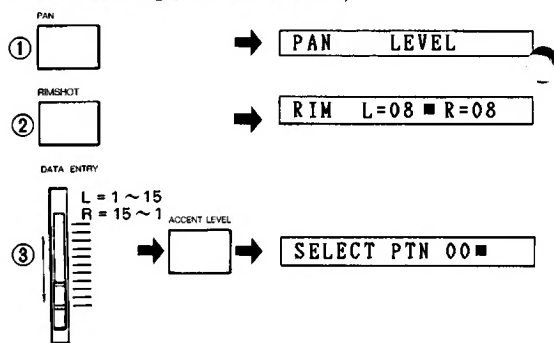 PAN
① PAN LEVEL
RIMSHOT
② RIM L=08 ■ R=08
DATA ENTRY
L = 1 ~ 15
R = 15 ~ 1
ACCENT LEVEL
③ SELECT PTN 00■